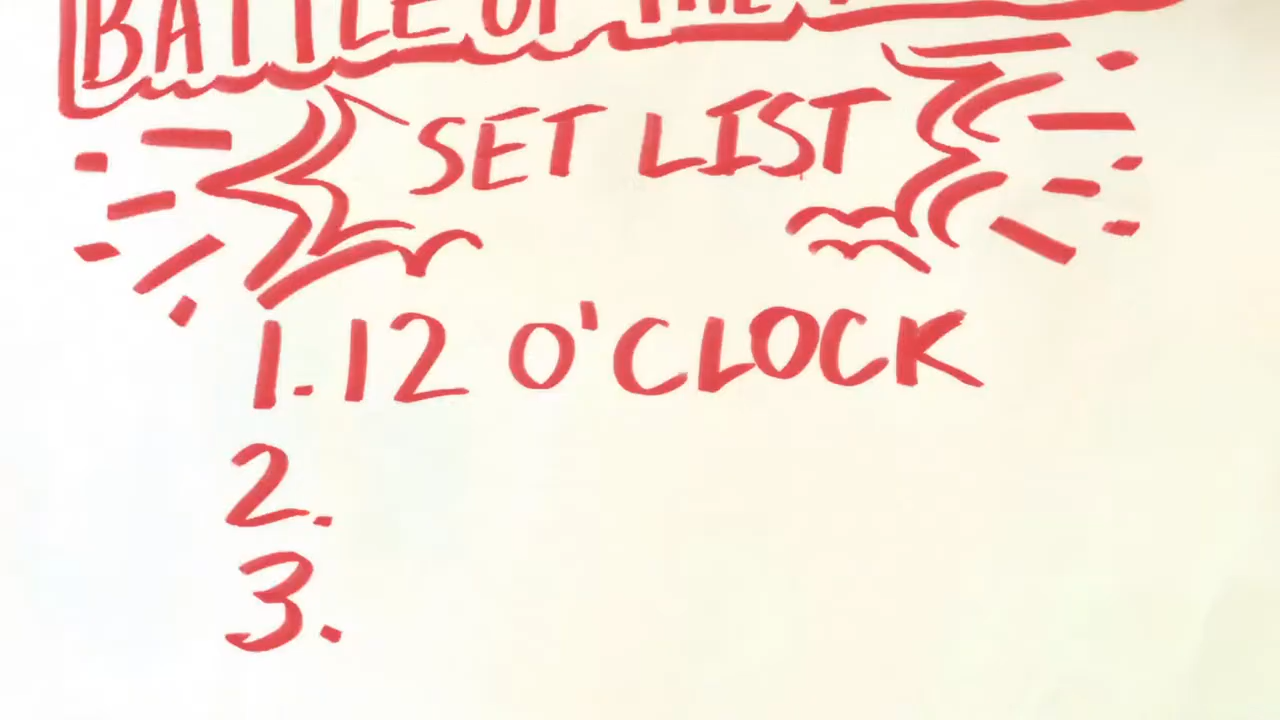 BATTLE OF THE
SET LIST
1. 12 O'CLOCK
2.
3.